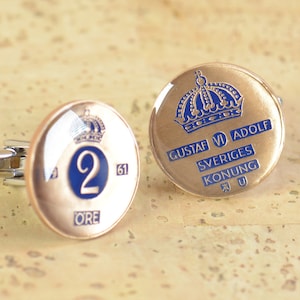 2
61
ÖRE
GUSTAF VI ADOLF
SVERIGES
KONUNG
U